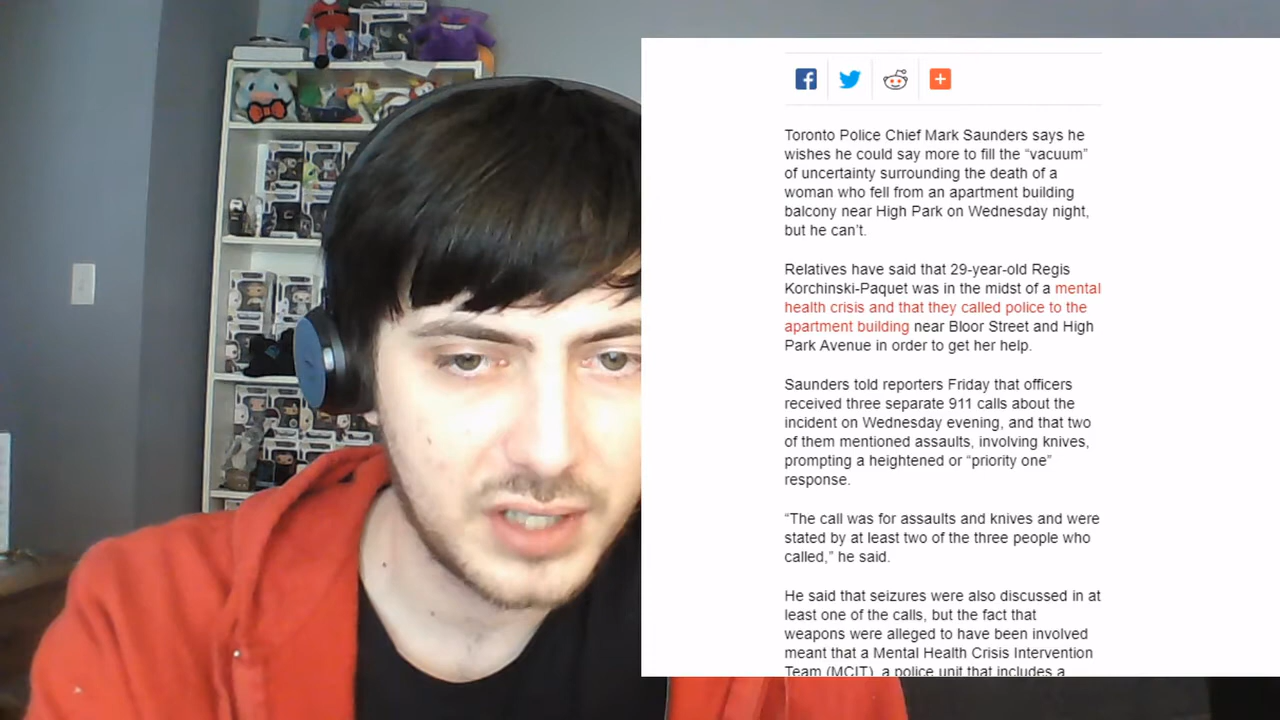 Toronto Police Chief Mark Saunders says he
wishes he could say more to fill the “vacuum”
of uncertainty surrounding the death of a
woman who fell from an apartment building
balcony near High Park on Wednesday night,
but he can’t.
Relatives have said that 29-year-old Regis
Korchinski-Paquet was in the midst of a mental
health crisis and that they called police to the
apartment building near Bloor Street and High
Park Avenue in order to get her help.
Saunders told reporters Friday that officers
received three separate 911 calls about the
incident on Wednesday evening, and that two
of them mentioned assaults, involving knives,
prompting a heightened or “priority one”
response.
“The call was for assaults and knives and were
stated by at least two of the three people who
called,” he said.
He said that seizures were also discussed in at
least one of the calls, but the fact that
weapons were alleged to have been involved
meant that a Mental Health Crisis Intervention
Team (MCIT), a police unit that includes a